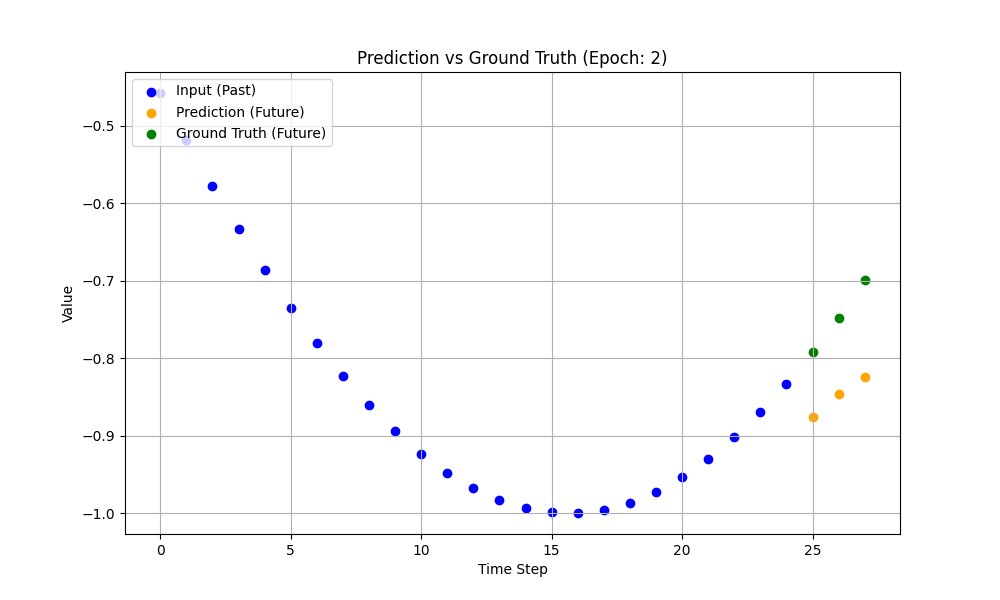 Prediction vs Ground Truth (Epoch: 2)
Input (Past)
Prediction (Future)
Ground Truth (Future)
−0.5
−0.6
−0.7
−0.8
−0.9
−1.0
Value
0 5 10 15 20 25
Time Step